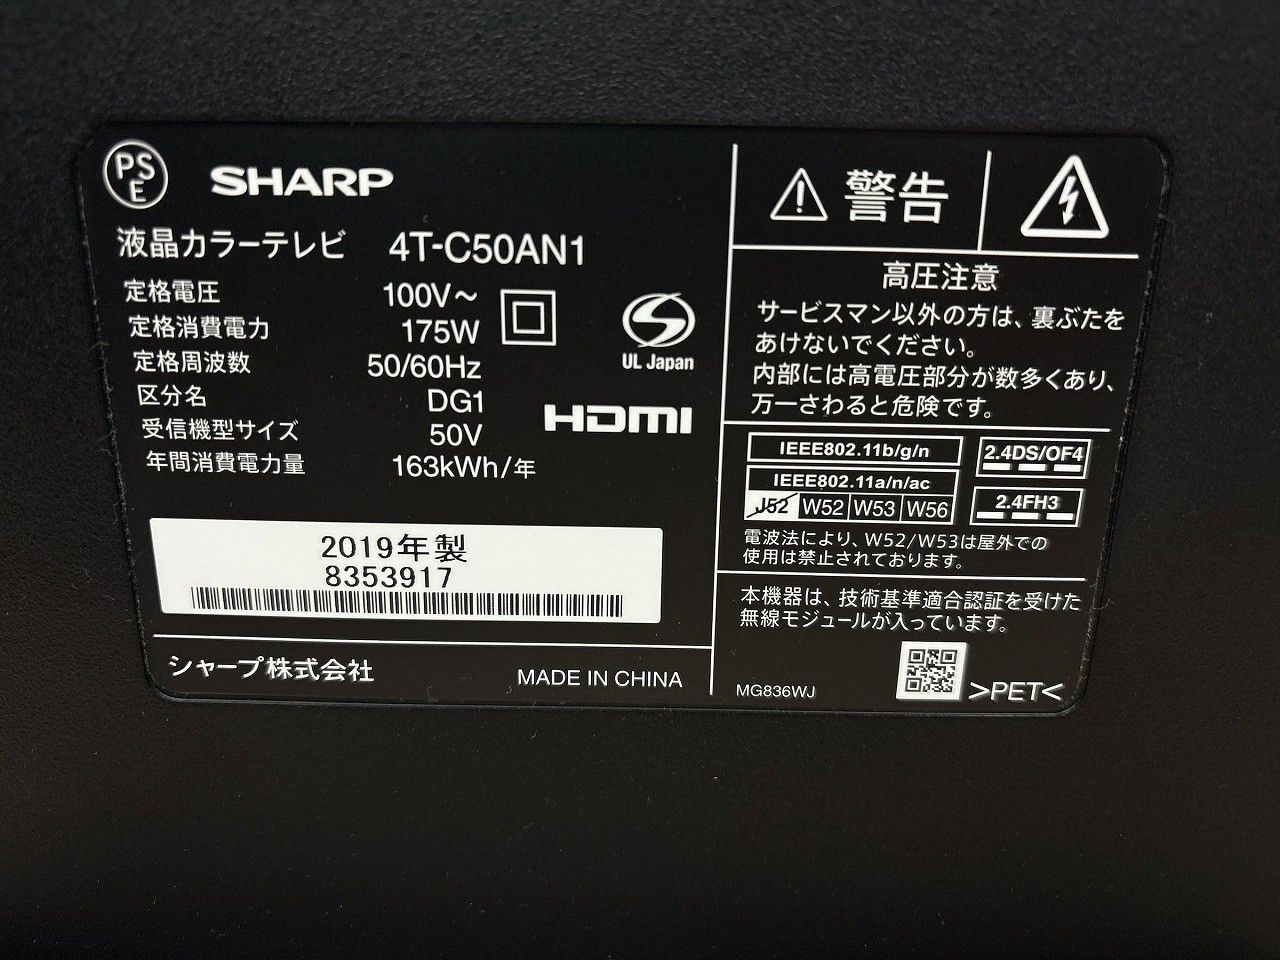 PS
E
SHARP
液晶カラーテレビ 4T-C50AN1
定格電圧 100V～
定格消費電力 175W
定格周波数 50/60Hz
区分名 DG1
受信機型サイズ 50V
年間消費電力量 163kWh/年
UL Japan
HDMI
2019年製
8353917
シャープ株式会社 MADE IN CHINA
警告
高圧注意
サービスマン以外の方は、裏ぶたを
あけないでください。
内部には高電圧部分が数多くあり、
万一さわると危険です。
IEEE802.11b/g/n
IEEE802.11a/n/ac
J52 W52 W53 W56
2.4DS/OF4
2.4FH3
電波法により、W52/W53は屋外での
使用は禁止されております。
本機器は、技術基準適合認証を受けた
無線モジュールが入っています。
MG836WJ >PET<